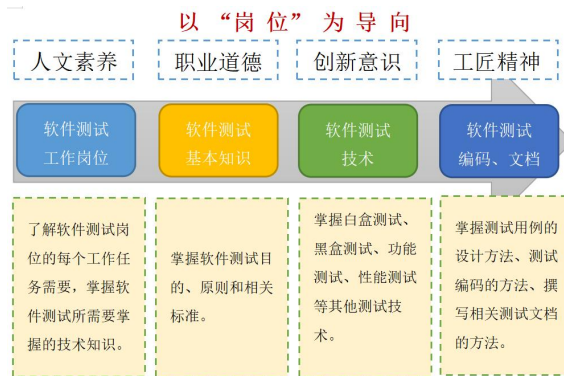 以“岗位”为导向
人文素养
职业道德
创新意识
工匠精神
软件测试
工作岗位
软件测试
基本知识
软件测试
技术
软件测试
编码、文档
了解软件测试岗
位的每个工作任
务需要，掌握软
件测试所需要掌
握的技术知识。
掌握软件测试目
的、原则和相关
标准。
掌握白盒测试、
黑盒测试、功能
测试、性能测试
等其他测试技
术。
掌握测试用例的
设计方法、测试
编码的方法、撰
写相关测试文档
的方法。